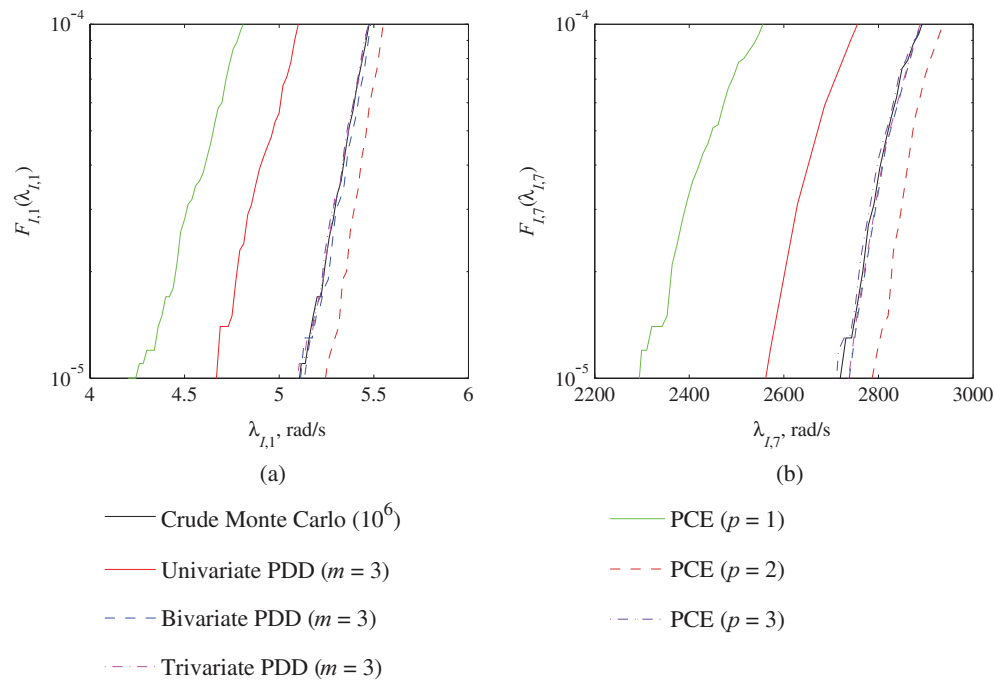 10^-4
F_I,1(λ_I,1)
10^-5
4 4.5 5 5.5 6
λ_I,1, rad/s
(a)
10^-4
F_I,7(λ_I,7)
10^-5
2200 2400 2600 2800 3000
λ_I,7, rad/s
(b)
Crude Monte Carlo (10^6)
Univariate PDD (m = 3)
Bivariate PDD (m = 3)
Trivariate PDD (m = 3)
PCE (p = 1)
PCE (p = 2)
PCE (p = 3)